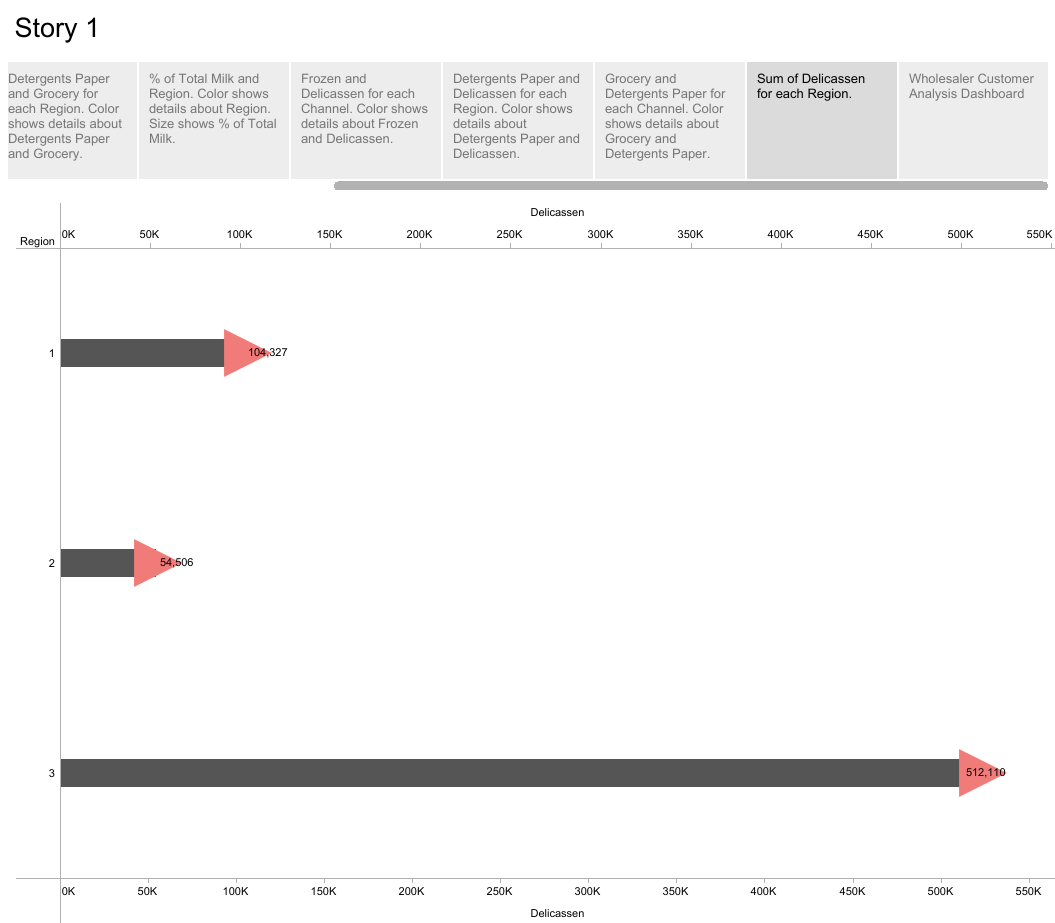 Story 1
Detergents Paper
and Grocery for
each Region. Color
shows details about
Detergents Paper
and Grocery.
% of Total Milk and
Region. Color shows
details about Region.
Size shows % of Total
Milk.
Frozen and
Delicassen for each
Channel. Color shows
details about Frozen
and Delicassen.
Detergents Paper and
Delicassen for each
Region. Color shows
details about
Detergents Paper and
Delicassen.
Grocery and
Detergents Paper for
each Channel. Color
shows details about
Grocery and
Detergents Paper.
Sum of Delicassen
for each Region.
Wholesaler Customer
Analysis Dashboard
Delicassen
Region 0K 50K 100K 150K 200K 250K 300K 350K 400K 450K 500K 550K
1 104,327
2 54,506
3 512,110
0K 50K 100K 150K 200K 250K 300K 350K 400K 450K 500K 550K
Delicassen